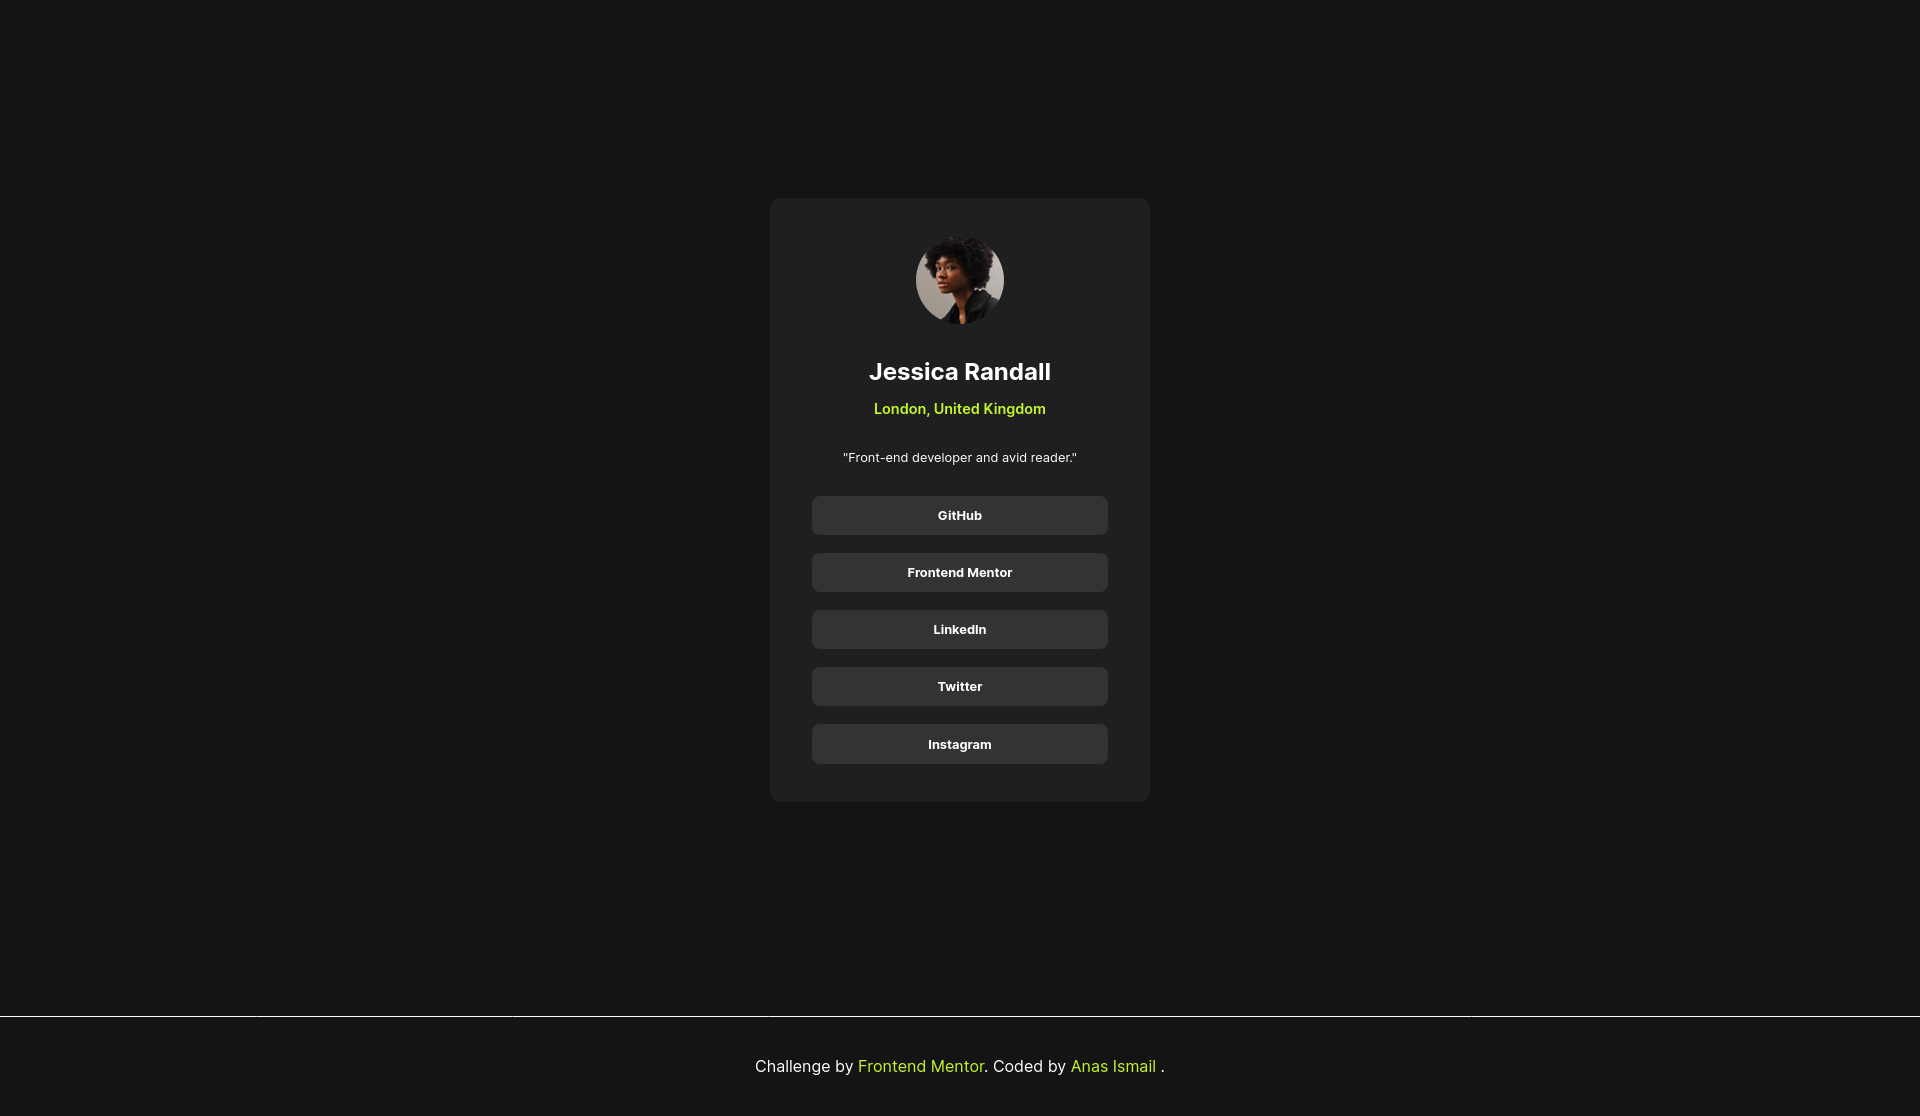 Jessica Randall
London, United Kingdom
"Front-end developer and avid reader."
GitHub
Frontend Mentor
LinkedIn
Twitter
Instagram
Challenge by Frontend Mentor. Coded by Anas Ismail .